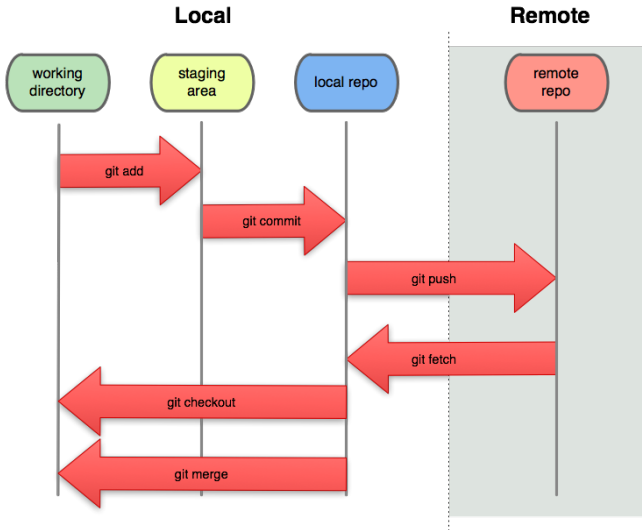 Local
Remote
working
directory
staging
area
local repo
remote
repo
git add
git commit
git push
git fetch
git checkout
git merge